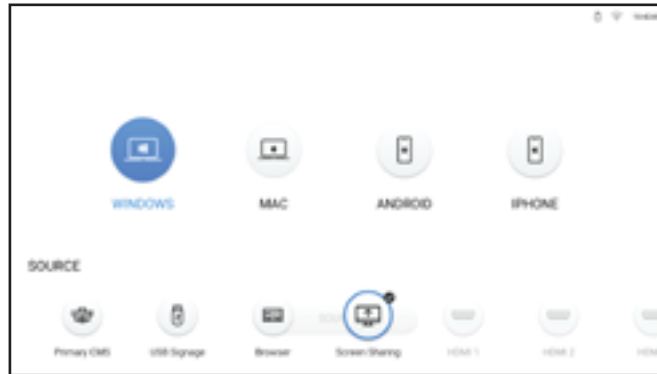 WINDOWS MAC ANDROID IPHONE
SOURCE
Primary CMS USB Signage Browser Screen Sharing HDMI 1 HDMI 2